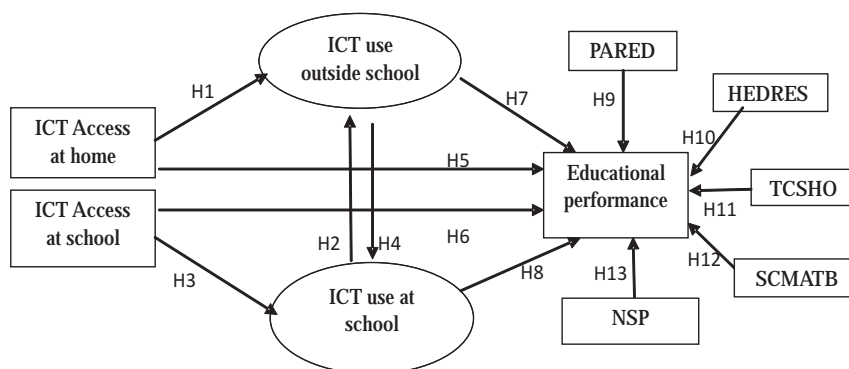 ICT use
outside school
PARED
H1
H7
H9
HEDRES
ICT Access
at home
H10
H5
Educational
performance
TCSHO
ICT Access
at school
H11
H2
H4
H6
H12
H3
H8
H13
SCMATB
ICT use at
school
NSP